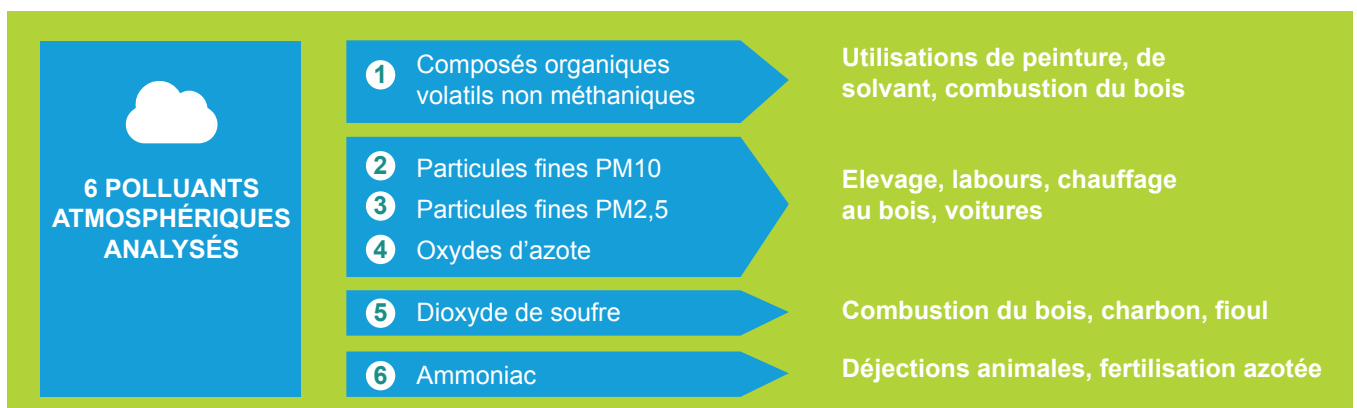 6 POLLUANTS
ATMOSPHÉRIQUES
ANALYSÉS
1 Composés organiques
volatils non méthaniques
Utilisations de peinture, de
solvant, combustion du bois
2 Particules fines PM10
3 Particules fines PM2,5
4 Oxydes d’azote
Elevage, labours, chauffage
au bois, voitures
5 Dioxyde de soufre
Combustion du bois, charbon, fioul
6 Ammoniac
Déjections animales, fertilisation azotée